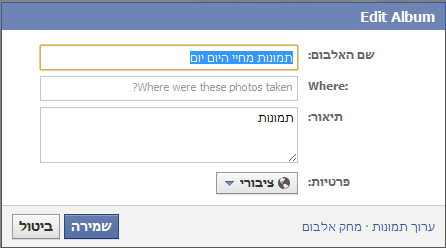 Edit Album
שם האלבום: תמונות מחיי היום יום
Where: Where were these photos taken?
תיאור: תמונות
פרטיות: ציבורי
ערוך תמונות · מחק אלבום שמירה ביטול